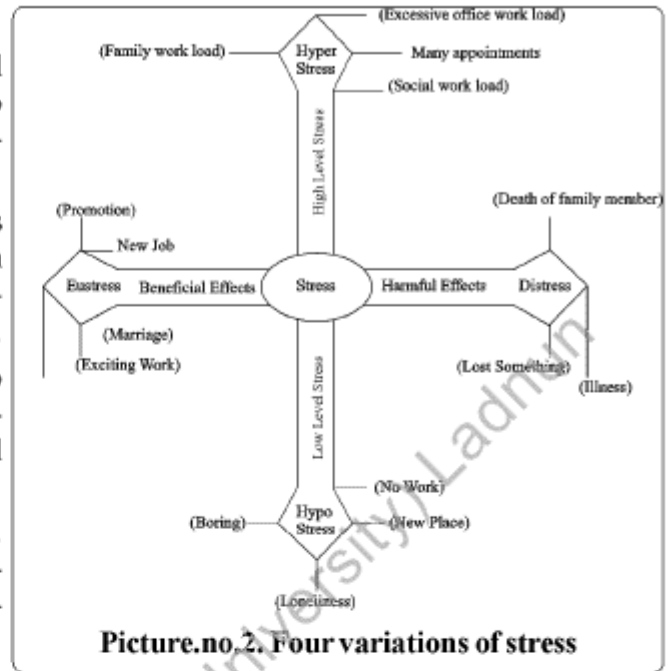 (Excessive office work load)
(Family work load)
Hyper
Stress
Many appointments
(Social work load)
High Level Stress
(Promotion)
New Job
(Death of family member)
Eustress
Beneficial Effects
Stress
Harmful Effects
Distress
(Marriage)
(Exciting Work)
(Lost Something)
(Illness)
Low Level Stress
(No Work)
(Boring)
Hypo
Stress
(New Place)
(Loneliness)
Picture.no.2. Four variations of stress
University) Ladnun